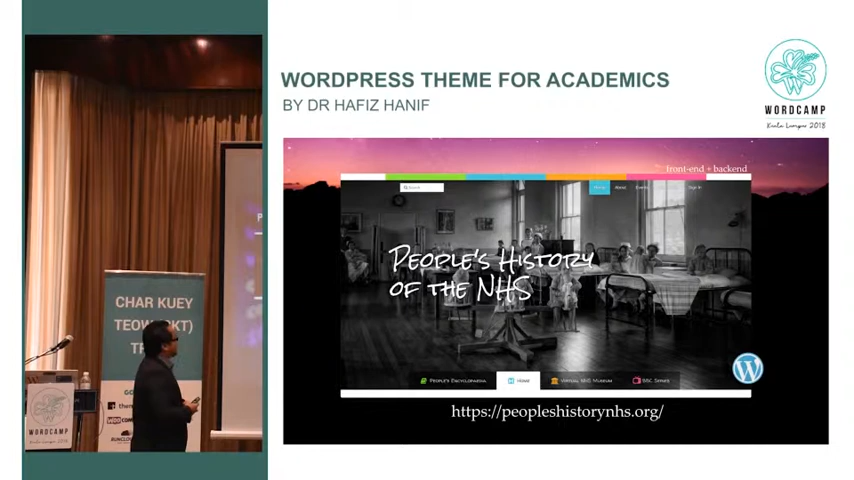 WORDPRESS THEME FOR ACADEMICS
BY DR HAFIZ HANIF
WORDCAMP
Kuala Lumpur 2018
front-end + backend
Search
Home
About
Events
Sign In
PEOPLE'S HISTORY
OF THE NHS
PEOPLE'S ENCYCLOPAEDIA
HOME
VIRTUAL NHS MUSEUM
BBC SERIES
https://peopleshistorynhs.org/
CHAR KUEY
WORDCAMP